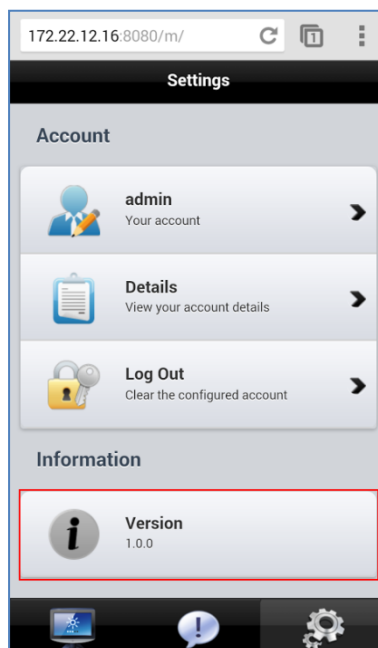 172.22.12.16:8080/m/
1
Settings
Account
admin
Your account
Details
View your account details
Log Out
Clear the configured account
Information
i
Version
1.0.0
!